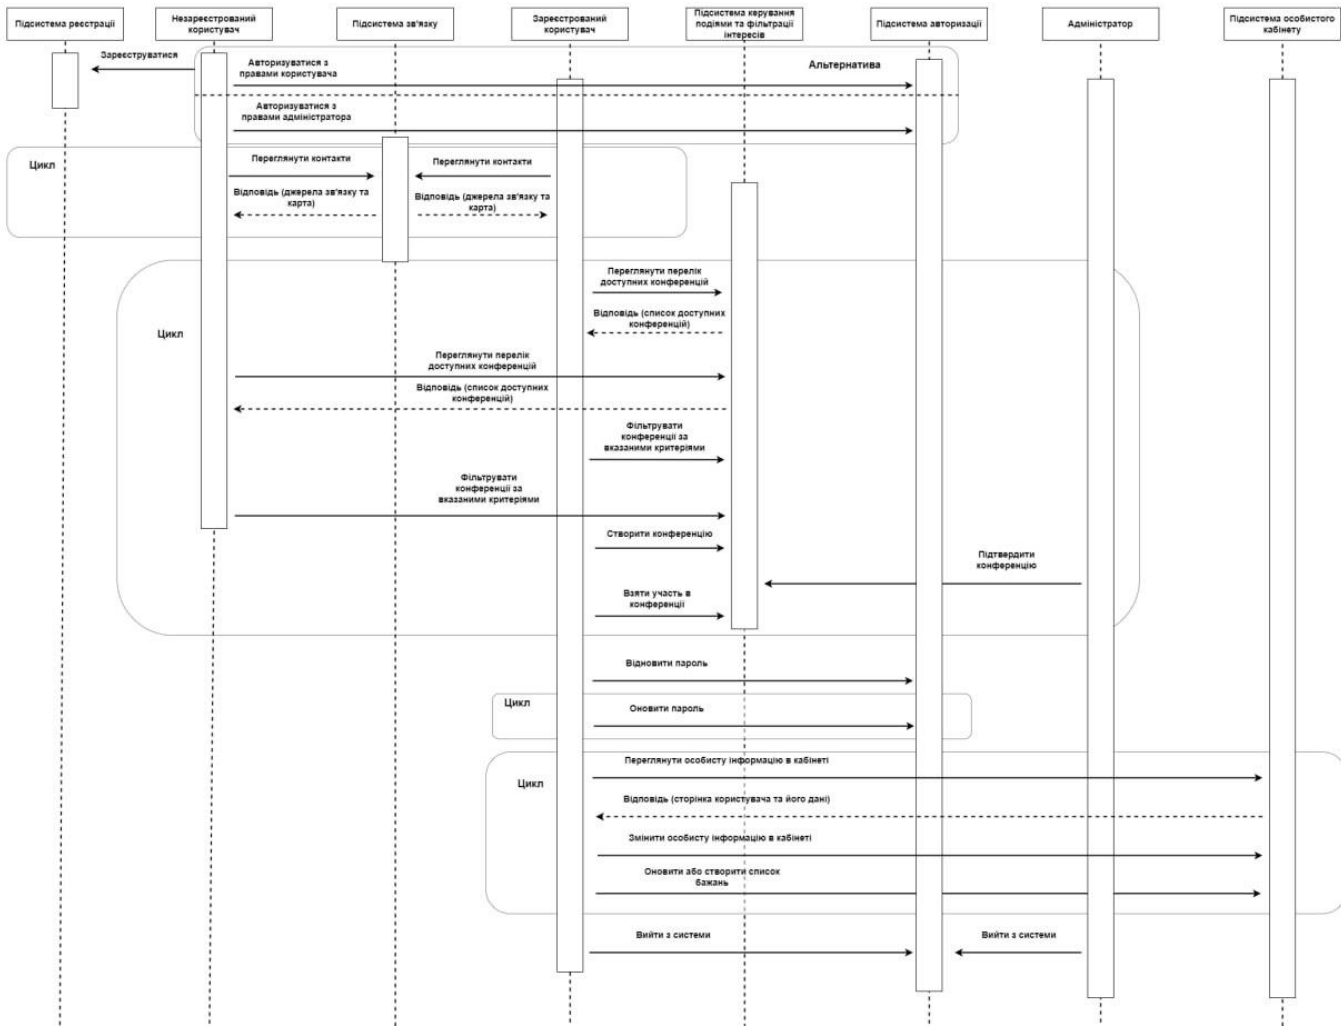 Підсистема реєстрації
Незареєстрований
користувач
Підсистема зв'язку
Зареєстрований
користувач
Підсистема керування
подіями та фільтрації
інтересів
Підсистема авторизації
Адміністратор
Підсистема особистого
кабінету
Зареєструватися
Авторизуватися з
правами користувача
Альтернатива
Авторизуватися з
правами адміністратора
Цикл
Переглянути контакти
Переглянути контакти
Відповідь (джерела зв'язку та
карта)
Відповідь (джерела зв'язку та
карта)
Переглянути перелік
доступних конференцій
Відповідь (список доступних
конференцій)
Цикл
Переглянути перелік
доступних конференцій
Відповідь (список доступних
конференцій)
Фільтрувати
конференції за
вказаними критеріями
Фільтрувати
конференції за
вказаними критеріями
Створити конференцію
Підтвердити
конференцію
Взяти участь в
конференції
Відновити пароль
Цикл
Оновити пароль
Переглянути особисту інформацію в кабінеті
Цикл
Відповідь (сторінка користувача та його дані)
Змінити особисту інформацію в кабінеті
Оновити або створити список
бажань
Вийти з системи
Вийти з системи